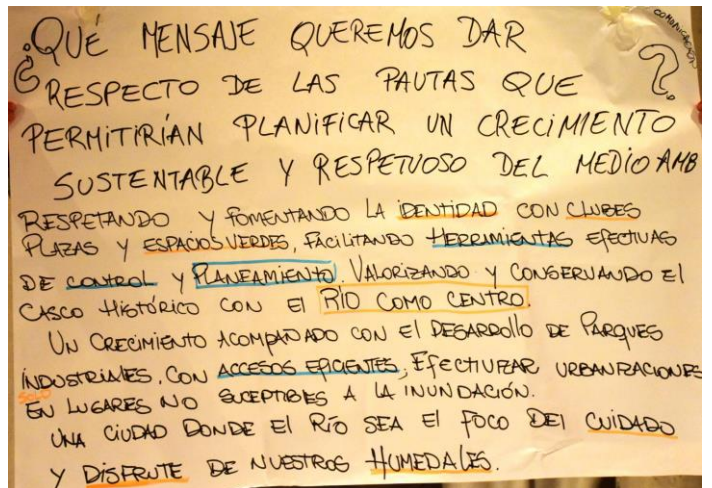 COMUNICACIÓN
¿QUE MENSAJE QUEREMOS DAR
RESPECTO DE LAS PAUTAS QUE ?
PERMITIRÍAN PLANIFICAR UN CRECIMIENTO
SUSTENTABLE Y RESPETUOSO DEL MEDIO AMB
RESPETANDO Y FOMENTANDO LA IDENTIDAD CON CLUBES
PLAZAS Y ESPACIOS VERDES, FACILITANDO HERRAMIENTAS EFECTIVAS
DE CONTROL Y PLANEAMIENTO. VALORIZANDO Y CONSERVANDO El
CASCO HISTÓRICO CON El RÍO COMO CENTRO.
UN CRECIMIENTO ACOMPAÑADO CON El DESARROLLO DE PARQUES
INDUSTRIALES, CON ACCESOS EFICIENTES, EFECTIVIZAR URBANIZACIONES
SOLO EN LUGARES NO SUCEPTIBES A LA INUNDACIÓN.
UNA CIUDAD DONDE El RÍO SEA El FOCO DEl CUIDADO
Y DISFRUTE DE NUESTROS HUMEDALES.